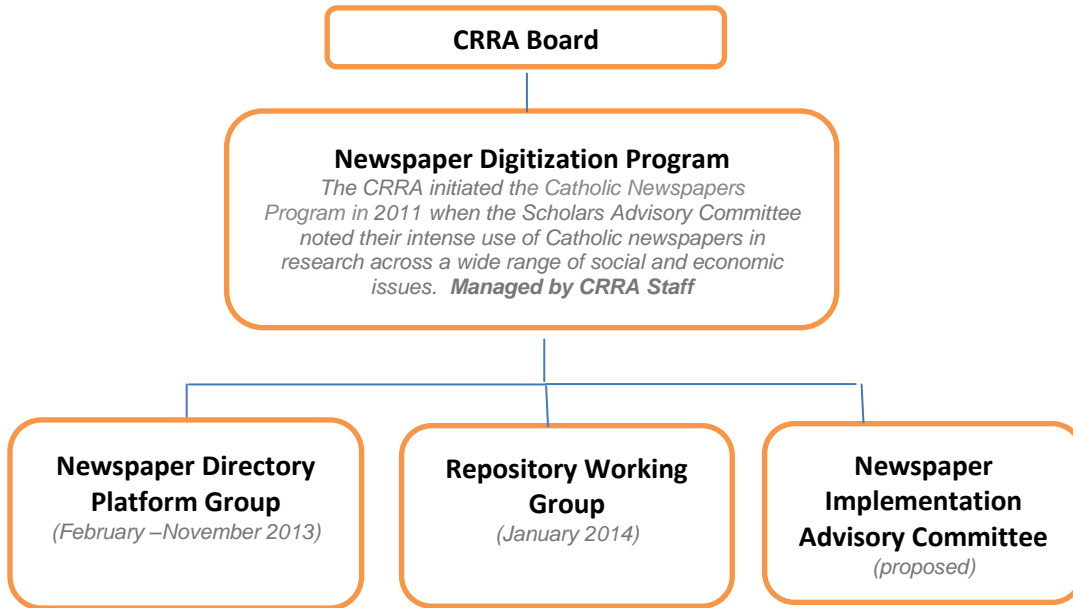 CRRA Board
Newspaper Digitization Program
The CRRA initiated the Catholic Newspapers
Program in 2011 when the Scholars Advisory Committee
noted their intense use of Catholic newspapers in
research across a wide range of social and economic
issues.  Managed by CRRA Staff
Newspaper Directory
Platform Group
(February –November 2013)
Repository Working
Group
(January 2014)
Newspaper
Implementation
Advisory Committee
(proposed)